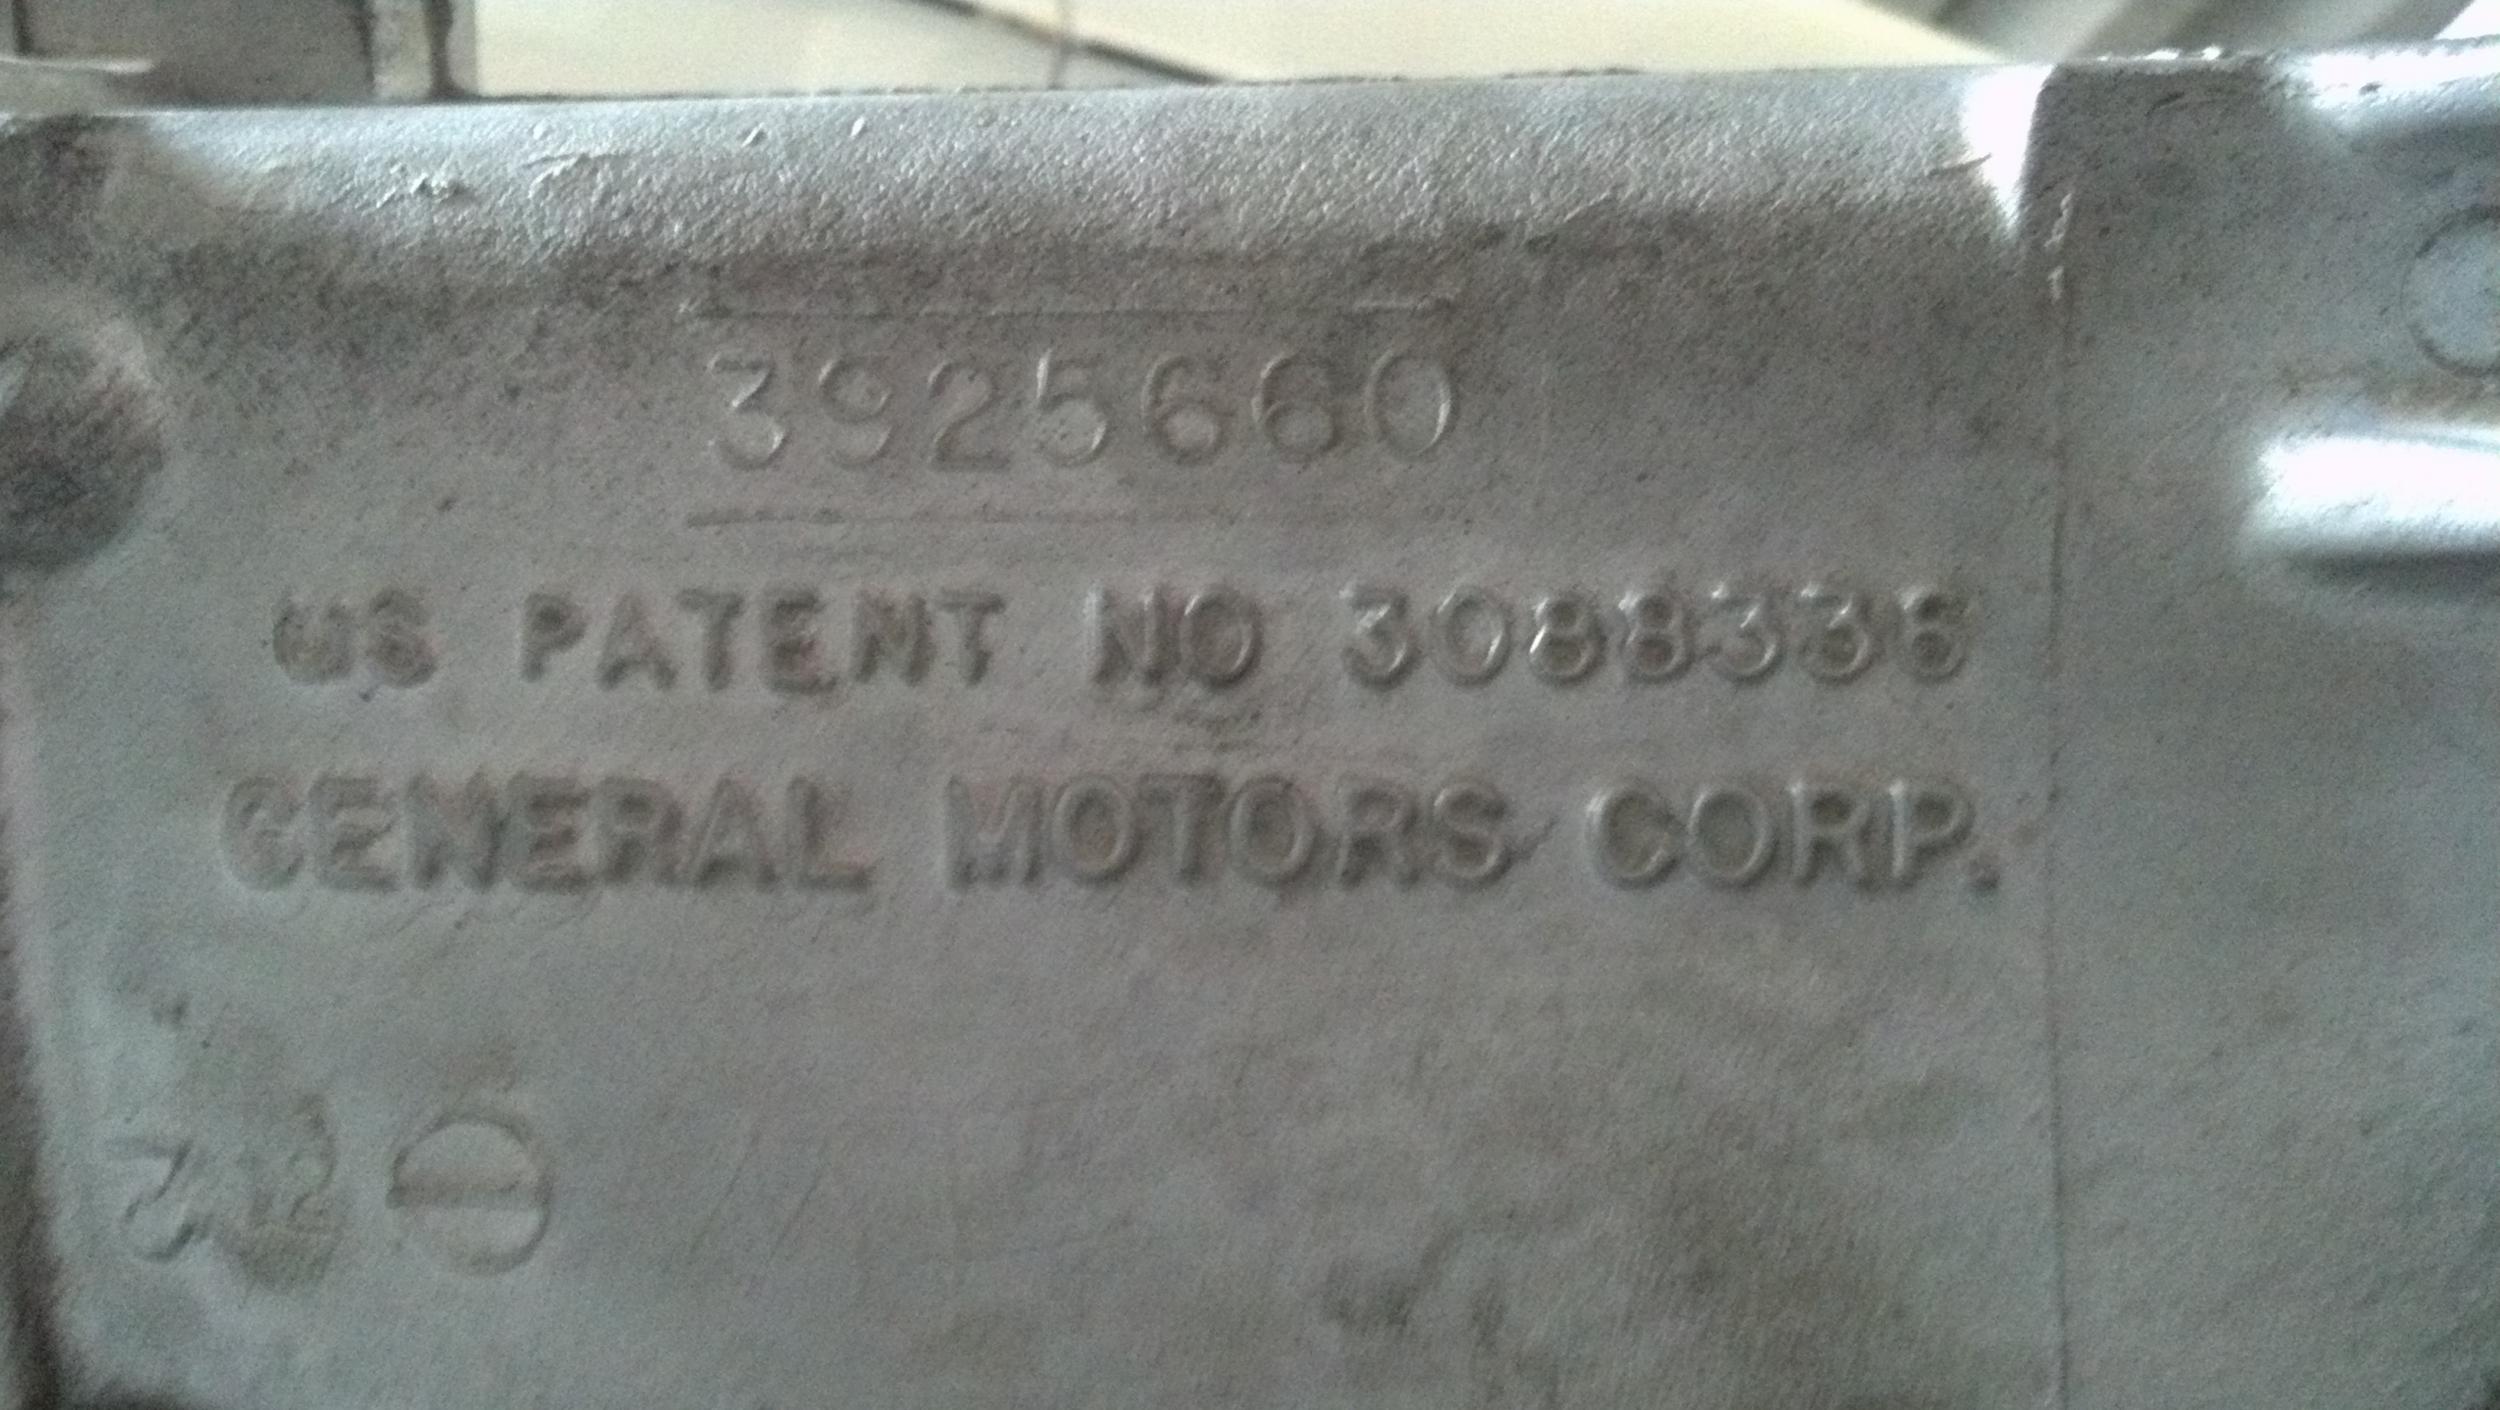 3925660
US PATENT NO 3088336
GENERAL MOTORS CORP.